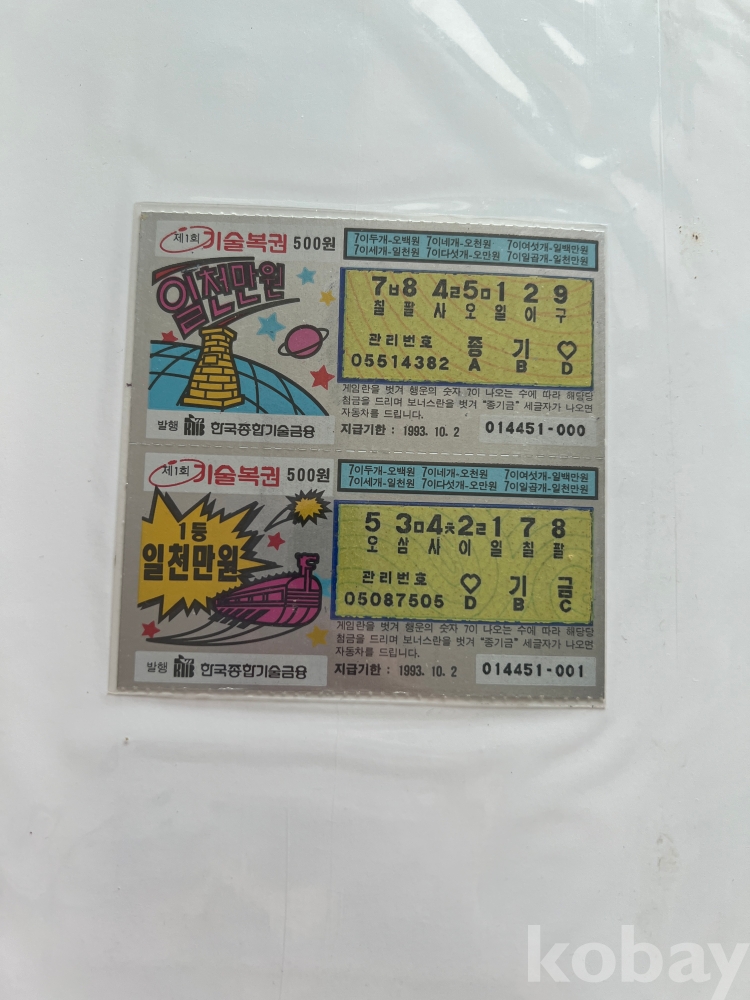 제1회 기술복권 500원
일천만원
발행 KTB 한국종합기술금융
7이두개-오백원 7이네개-오천원 7이여섯개-일백만원
7이세개-일천원 7이다섯개-오만원 7이일곱개-일천만원
7ㅂ8 4ㄹ5ㅁ1 2 9
칠 팔 사 오 일 이 구
관리번호 종 기 ♡
05514382 A B D
게임란을 벗겨 행운의 숫자 7이 나오는 수에 따라 해당당
첨금을 드리며 보너스란을 벗겨 "종기금" 세글자가 나오면
자동차를 드립니다.
지급기한 : 1993. 10. 2 014451-000
제1회 기술복권 500원
1등
일천만원
발행 KTB 한국종합기술금융
7이두개-오백원 7이네개-오천원 7이여섯개-일백만원
7이세개-일천원 7이다섯개-오만원 7이일곱개-일천만원
5 3ㅁ4ㅊ2ㄹ1 7 8
오 삼 사 이 일 칠 팔
관리번호 ♡ 기 금
05087505 D B C
게임란을 벗겨 행운의 숫자 7이 나오는 수에 따라 해당당
첨금을 드리며 보너스란을 벗겨 "종기금" 세글자가 나오면
자동차를 드립니다.
지급기한 : 1993. 10. 2 014451-001
kobay